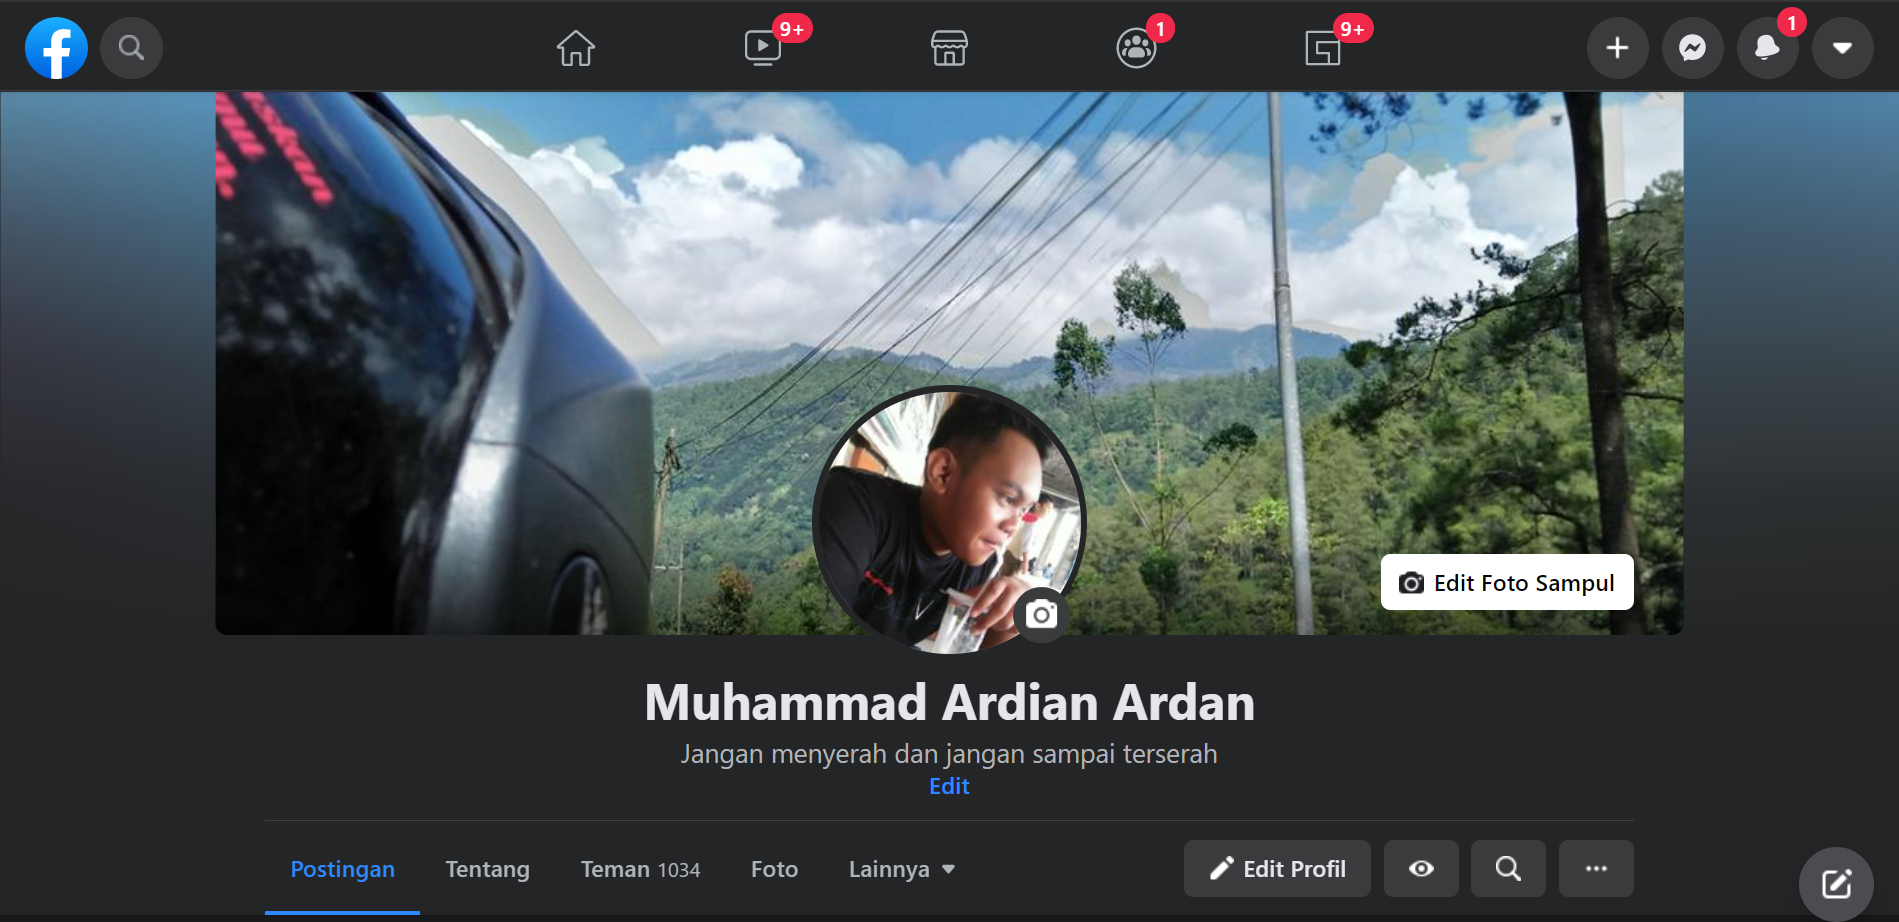 9+
1
9+
1
Edit Foto Sampul
Muhammad Ardian Ardan
Jangan menyerah dan jangan sampai terserah
Edit
Postingan
Tentang
Teman 1034
Foto
Lainnya
Edit Profil